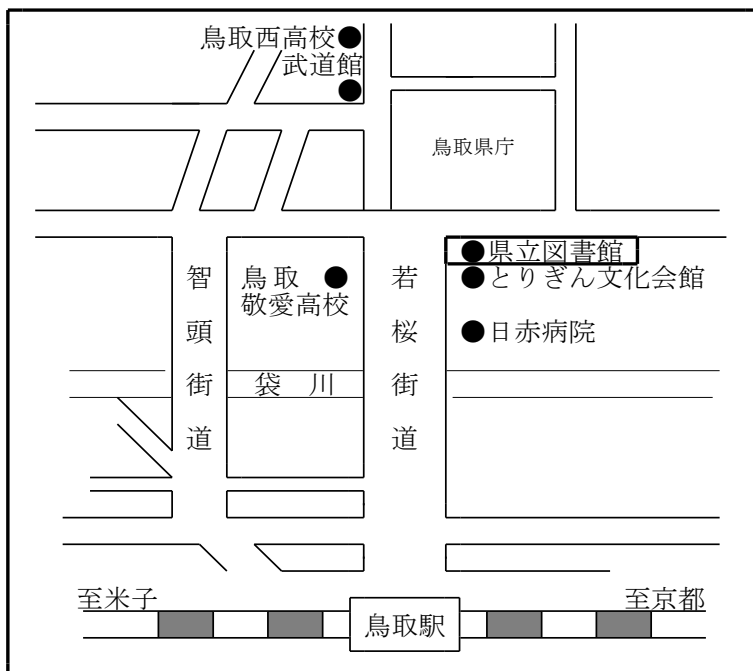 鳥取西高校●
武道館
●
鳥取県庁
●県立図書館
●とりぎん文化会館
●日赤病院
鳥取 ●
敬愛高校
智頭街道
若桜街道
袋川
至米子
至京都
鳥取駅